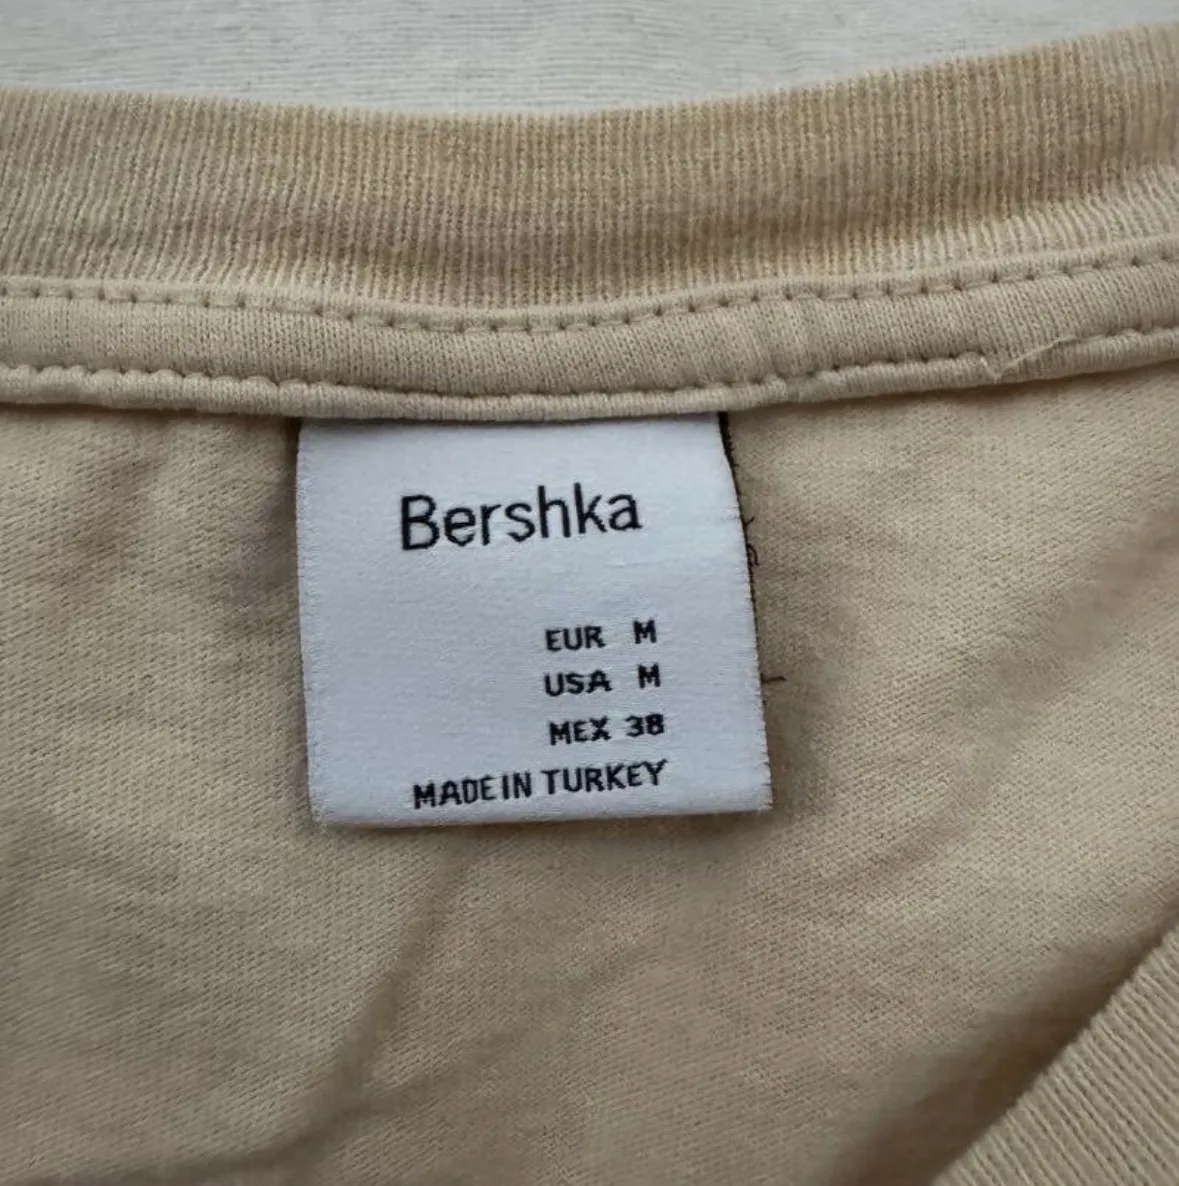 Bershka
EUR M
USA M
MEX 38
MADE IN TURKEY